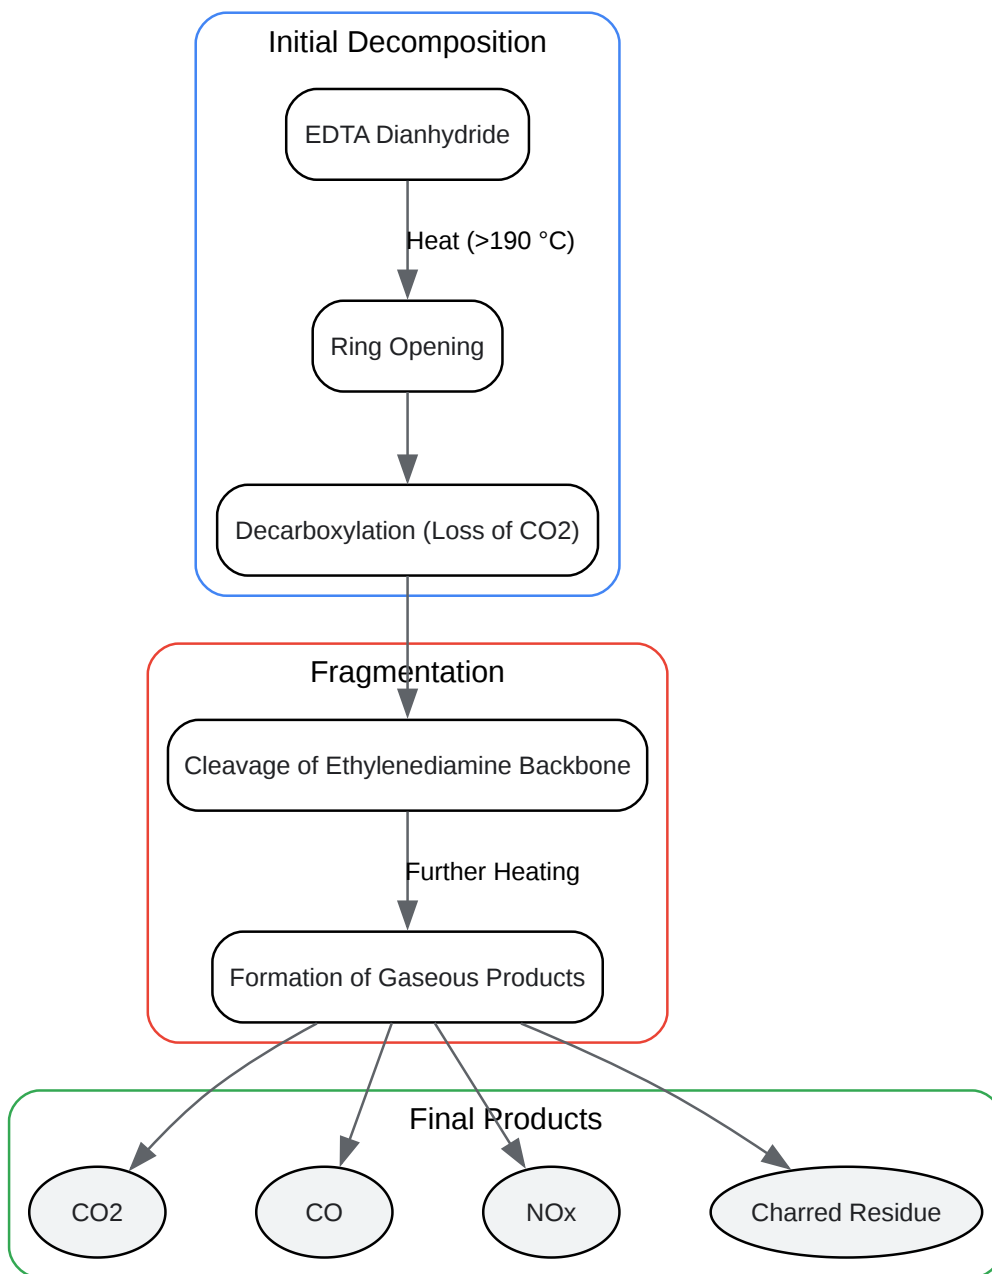 Initial Decomposition
EDTA Dianhydride
Heat (>190 °C)
Ring Opening
Decarboxylation (Loss of CO2)
Fragmentation
Cleavage of Ethylenediamine Backbone
Further Heating
Formation of Gaseous Products
Final Products
CO2
CO
NOx
Charred Residue